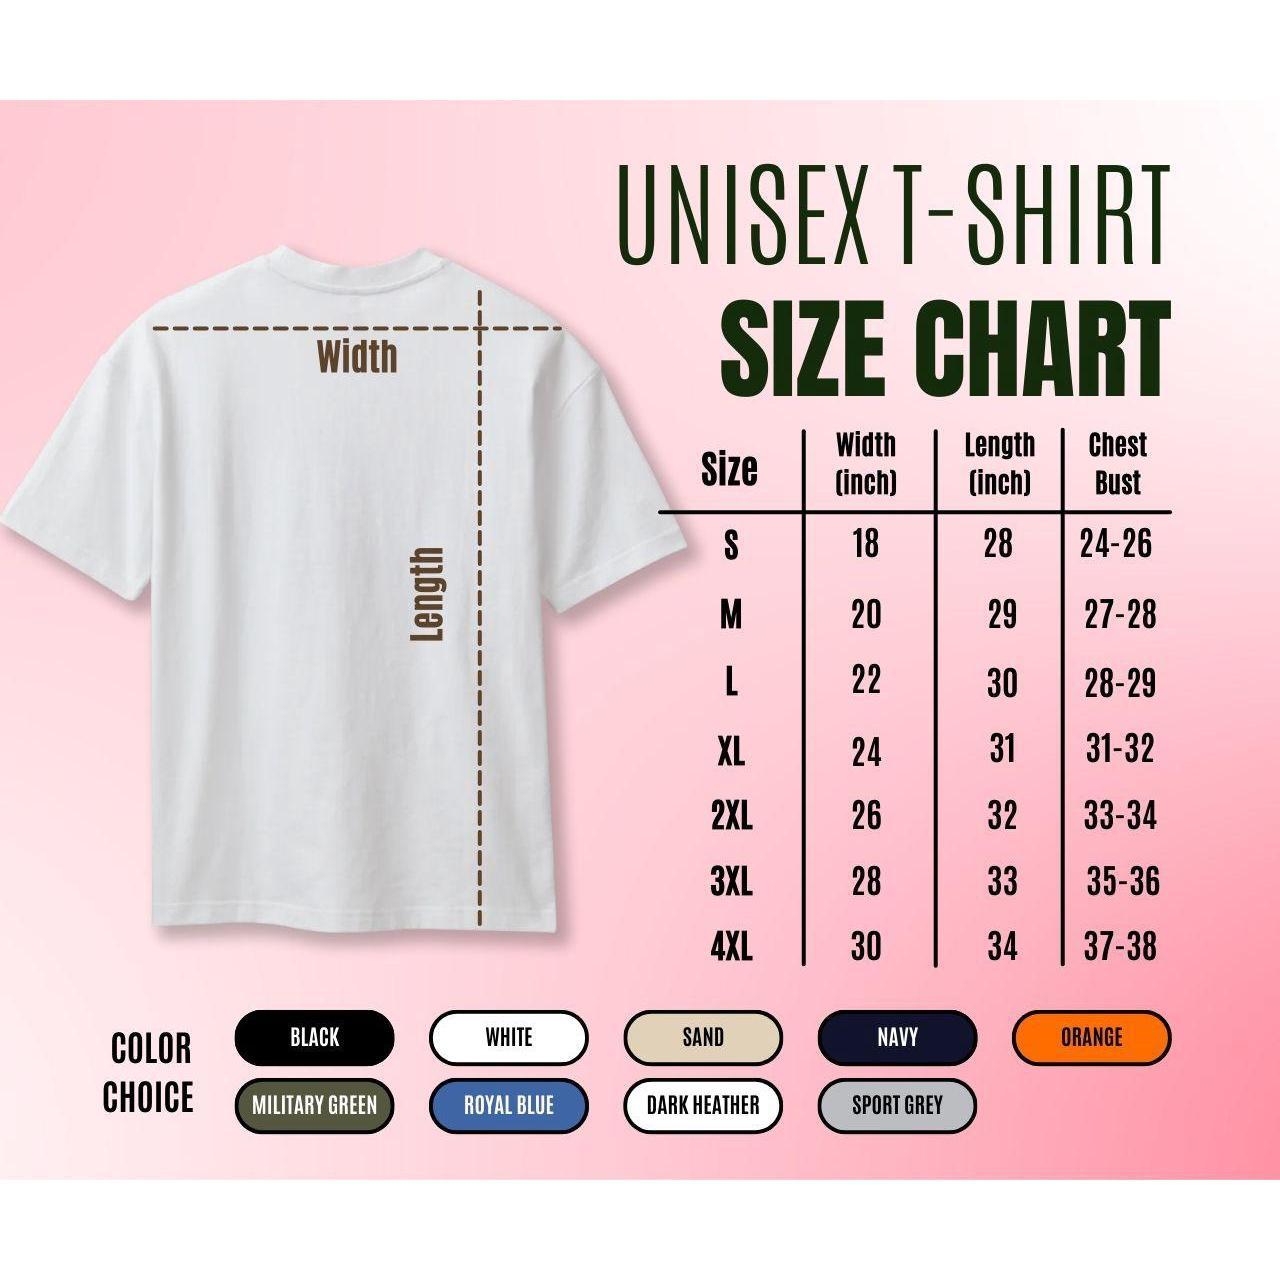 UNISEX T-SHIRT
SIZE CHART
Width
Length
Size Width (inch) Length (inch) Chest Bust
S 18 28 24-26
M 20 29 27-28
L 22 30 28-29
XL 24 31 31-32
2XL 26 32 33-34
3XL 28 33 35-36
4XL 30 34 37-38
COLOR CHOICE
BLACK WHITE SAND NAVY ORANGE
MILITARY GREEN ROYAL BLUE DARK HEATHER SPORT GREY